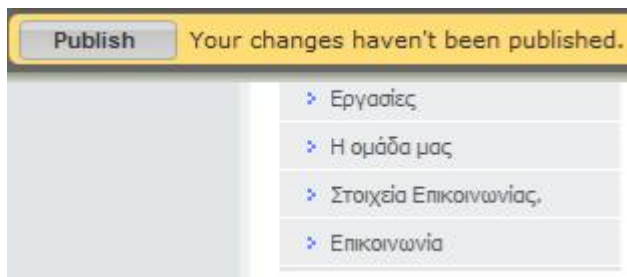 Publish Your changes haven't been published.
Εργασίες
Η ομάδα μας
Στοιχεία Επικοινωνίας.
Επικοινωνία